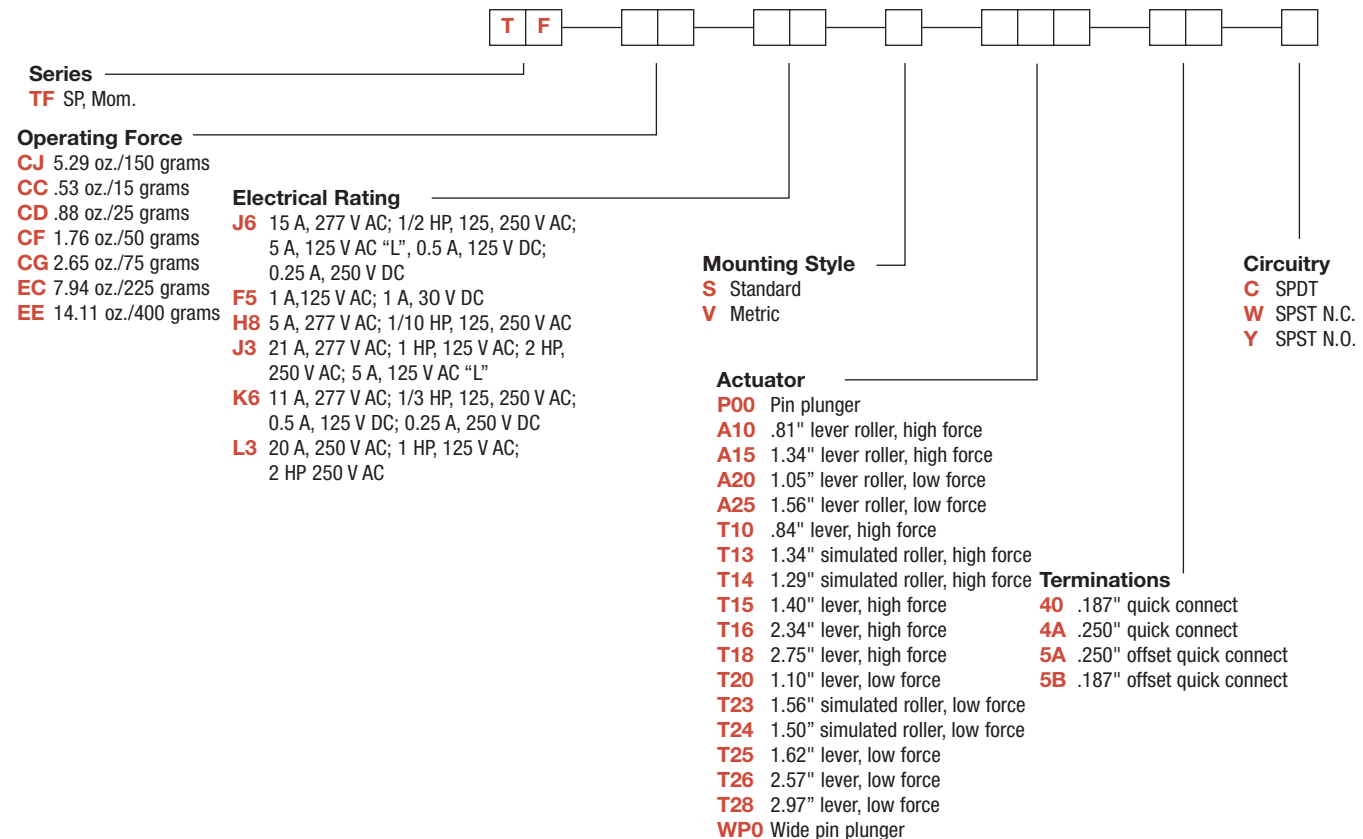 T F
Series
TF SP, Mom.
Operating Force
CJ 5.29 oz./150 grams
CC .53 oz./15 grams
CD .88 oz./25 grams
CF 1.76 oz./50 grams
CG 2.65 oz./75 grams
EC 7.94 oz./225 grams
EE 14.11 oz./400 grams
Electrical Rating
J6 15 A, 277 V AC; 1/2 HP, 125, 250 V AC;
5 A, 125 V AC “L”, 0.5 A, 125 V DC;
0.25 A, 250 V DC
F5 1 A,125 V AC; 1 A, 30 V DC
H8 5 A, 277 V AC; 1/10 HP, 125, 250 V AC
J3 21 A, 277 V AC; 1 HP, 125 V AC; 2 HP,
250 V AC; 5 A, 125 V AC “L”
K6 11 A, 277 V AC; 1/3 HP, 125, 250 V AC;
0.5 A, 125 V DC; 0.25 A, 250 V DC
L3 20 A, 250 V AC; 1 HP, 125 V AC;
2 HP 250 V AC
Mounting Style
S Standard
V Metric
Actuator
P00 Pin plunger
A10 .81" lever roller, high force
A15 1.34" lever roller, high force
A20 1.05” lever roller, low force
A25 1.56" lever roller, low force
T10 .84" lever, high force
T13 1.34" simulated roller, high force
T14 1.29" simulated roller, high force
T15 1.40" lever, high force
T16 2.34" lever, high force
T18 2.75" lever, high force
T20 1.10" lever, low force
T23 1.56" simulated roller, low force
T24 1.50” simulated roller, low force
T25 1.62" lever, low force
T26 2.57" lever, low force
T28 2.97” lever, low force
WP0 Wide pin plunger
Terminations
40 .187" quick connect
4A .250" quick connect
5A .250" offset quick connect
5B .187" offset quick connect
Circuitry
C SPDT
W SPST N.C.
Y SPST N.O.